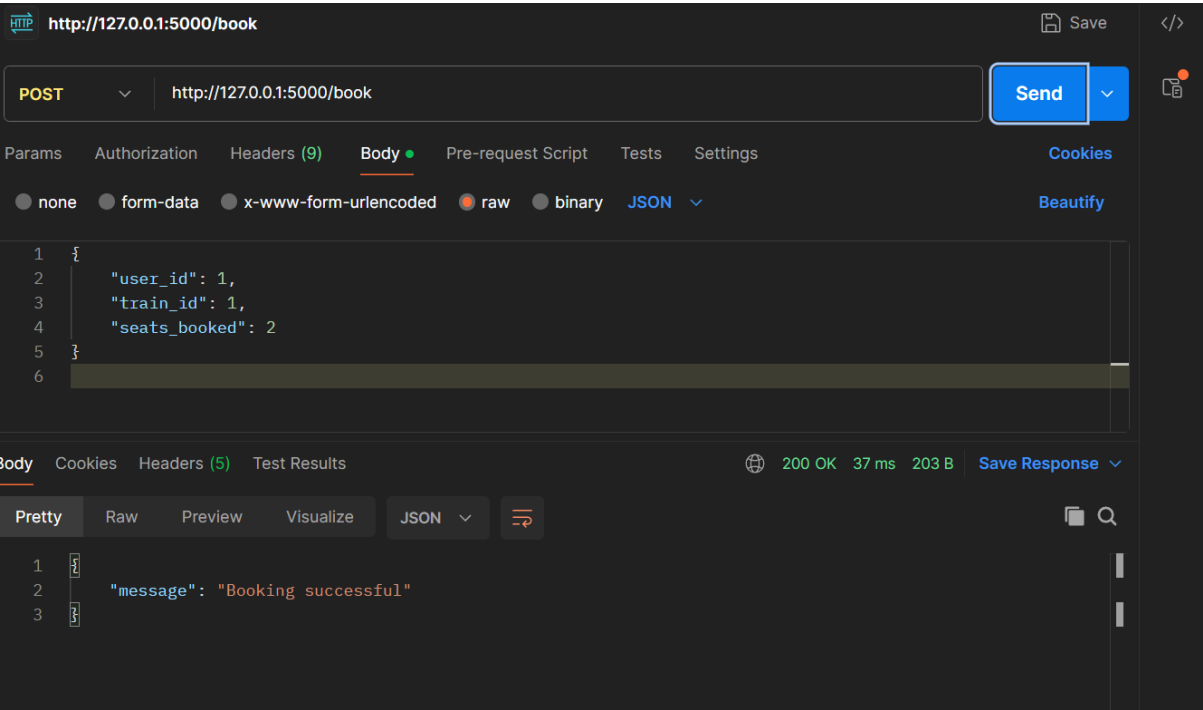 HTTP http://127.0.0.1:5000/book Save </>
POST http://127.0.0.1:5000/book Send
Params Authorization Headers (9) Body Pre-request Script Tests Settings Cookies
none form-data x-www-form-urlencoded raw binary JSON Beautify
1 {
2 "user_id": 1,
3 "train_id": 1,
4 "seats_booked": 2
5 }
6
Body Cookies Headers (5) Test Results 200 OK 37 ms 203 B Save Response
Pretty Raw Preview Visualize JSON
1 {
2 "message": "Booking successful"
3 }